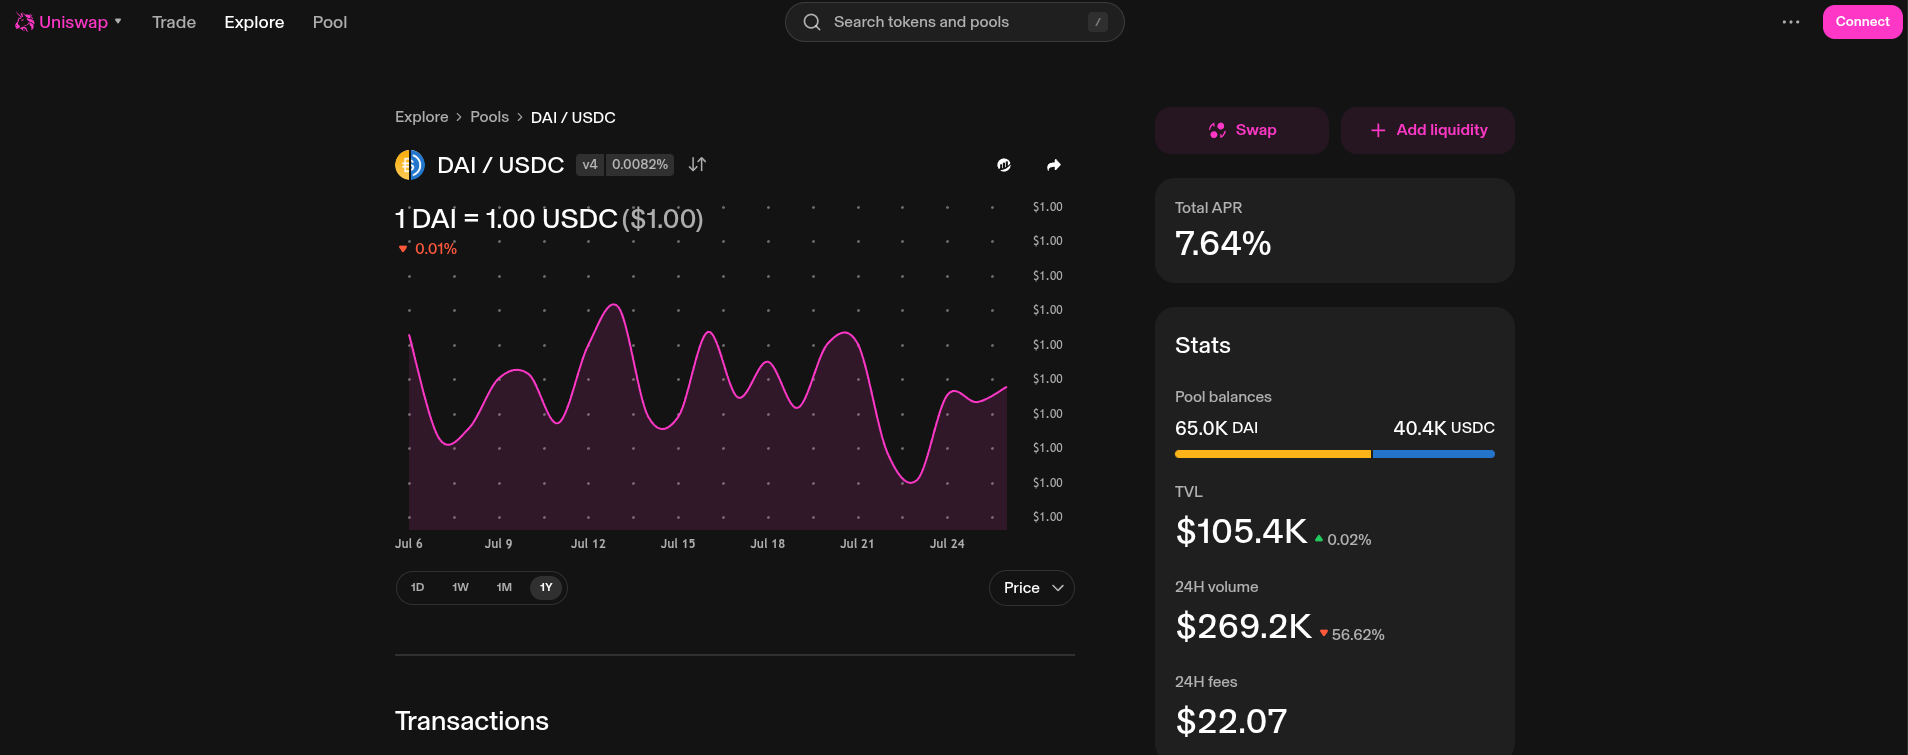 Uniswap Trade Explore Pool Search tokens and pools / Connect
Explore > Pools > DAI / USDC
DAI / USDC v4 0.0082%
1 DAI = 1.00 USDC ($1.00)
0.01%
$1.00
$1.00
$1.00
$1.00
$1.00
$1.00
$1.00
$1.00
$1.00
$1.00
Jul 6 Jul 9 Jul 12 Jul 15 Jul 18 Jul 21 Jul 24
1D 1W 1M 1Y Price
Transactions
Swap Add liquidity
Total APR
7.64%
Stats
Pool balances
65.0K DAI 40.4K USDC
TVL
$105.4K 0.02%
24H volume
$269.2K 56.62%
24H fees
$22.07